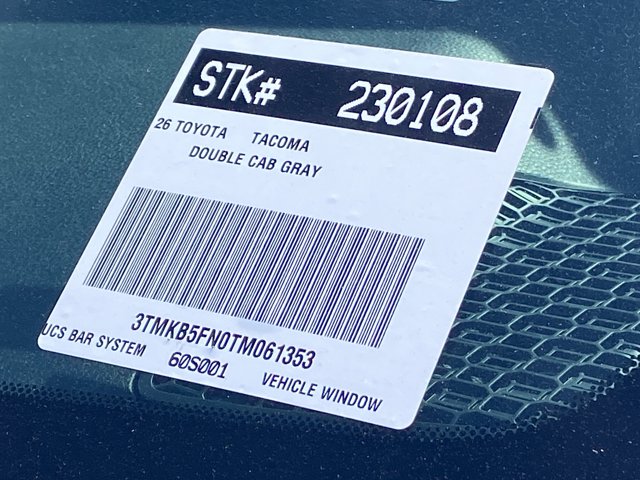 STK# 230108
26 TOYOTA TACOMA
DOUBLE CAB GRAY
3TMKB5FN0TM061353
UCS BAR SYSTEM 60S001 VEHICLE WINDOW